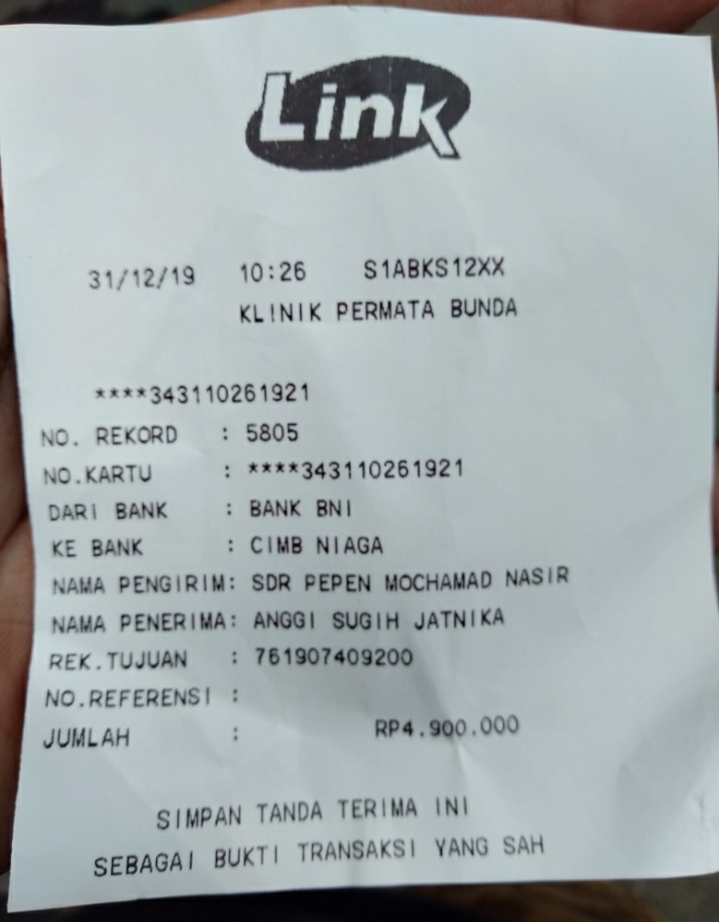 Link
31/12/19 10:26 S1ABKS12XX
KLINIK PERMATA BUNDA
****343110261921
NO. REKORD : 5805
NO.KARTU : ****343110261921
DARI BANK : BANK BNI
KE BANK : CIMB NIAGA
NAMA PENGIRIM: SDR PEPEN MOCHAMAD NASIR
NAMA PENERIMA: ANGGI SUGIH JATNIKA
REK.TUJUAN : 761907409200
NO.REFERENSI :
JUMLAH : RP4.900.000
SIMPAN TANDA TERIMA INI
SEBAGAI BUKTI TRANSAKSI YANG SAH